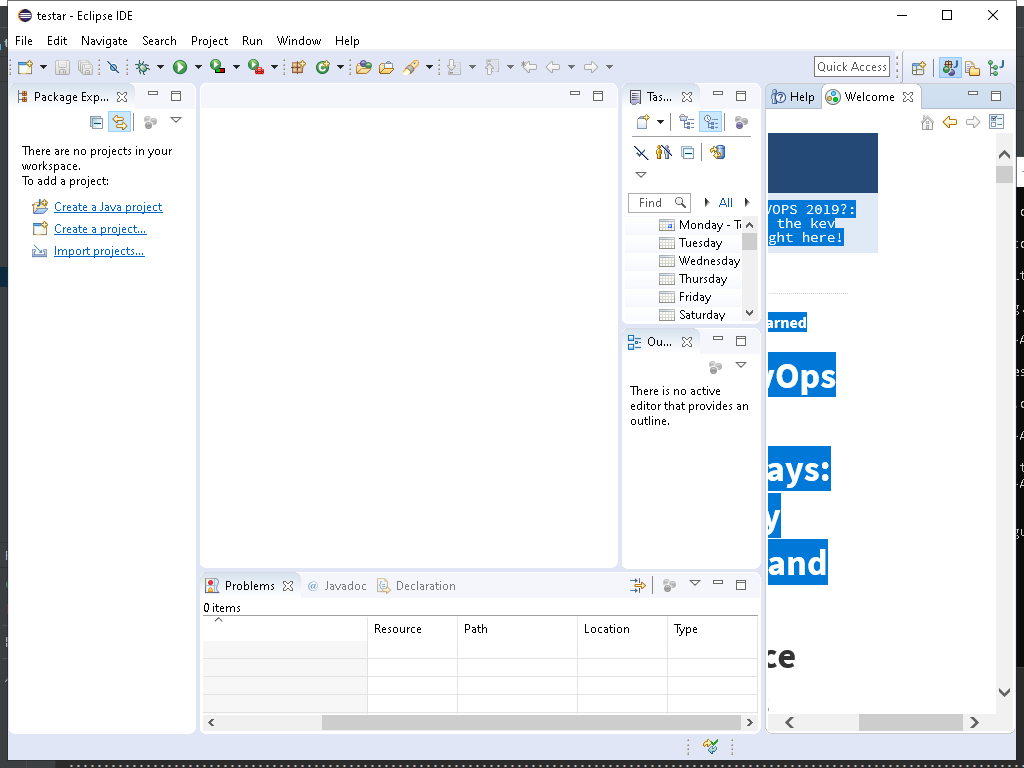 testar - Eclipse IDE
File Edit Navigate Search Project Run Window Help
Quick Access
Package Exp...
There are no projects in your
workspace.
To add a project:
Create a Java project
Create a project...
Import projects...
Tas...
Find
All
Monday - T
Tuesday
Wednesday
Thursday
Friday
Saturday
Ou...
There is no active
editor that provides an
outline.
Help Welcome
VOPS 2019?:
the key
ght here!
arned
vOps
ays:
y
and
ce
Problems @ Javadoc Declaration
0 items
Resource Path Location Type